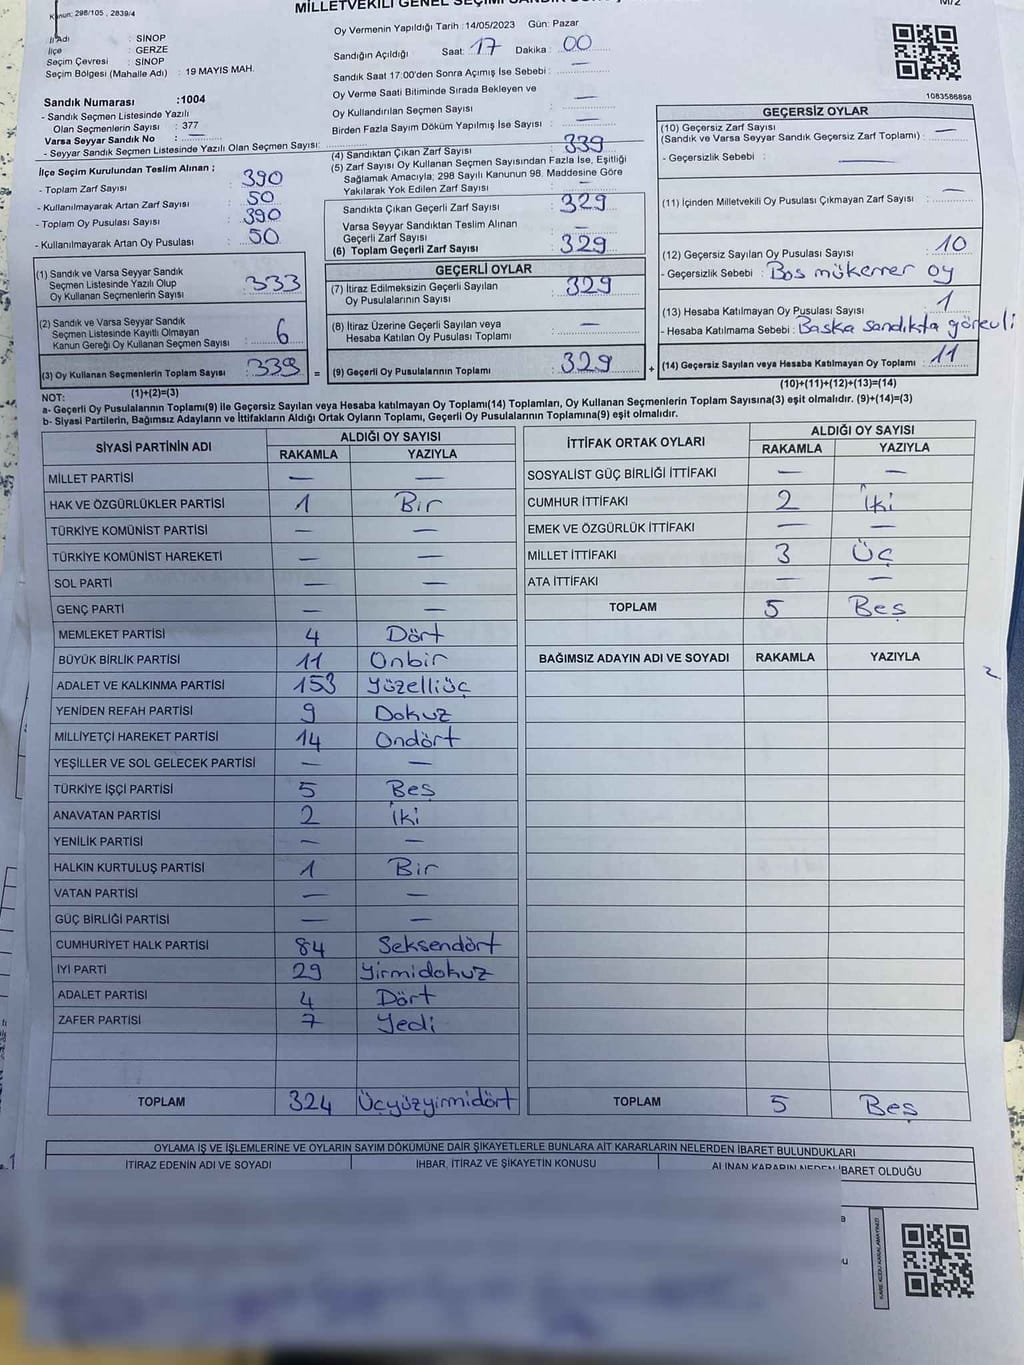 Kanun: 298/105 , 2839/4
MİLLETVEKİLİ GENEL SEÇİMİ SANDIK
M/2
İl Adı : SİNOP
İlçe : GERZE
Seçim Çevresi : SİNOP
Seçim Bölgesi (Mahalle Adı) : 19 MAYIS MAH.
Sandık Numarası :1004
- Sandık Seçmen Listesinde Yazılı
Olan Seçmenlerin Sayısı : 377
Varsa Seyyar Sandık No : —
- Seyyar Sandık Seçmen Listesinde Yazılı Olan Seçmen Sayısı:
Oy Vermenin Yapıldığı Tarih :14/05/2023 Gün: Pazar
Sandığın Açıldığı Saat: 17 Dakika : 00
Sandık Saat 17:00'den Sonra Açımış İse Sebebi : —
Oy Verme Saati Bitiminde Sırada Bekleyen ve
Oy Kullandırılan Seçmen Sayısı : —
Birden Fazla Sayım Döküm Yapılmış İse Sayısı : —
1083586898
İlçe Seçim Kurulundan Teslim Alınan ;
- Toplam Zarf Sayısı : 390
- Kullanılmayarak Artan Zarf Sayısı : 50
- Toplam Oy Pusulası Sayısı : 390
- Kullanılmayarak Artan Oy Pusulası : 50
(1) Sandık ve Varsa Seyyar Sandık
Seçmen Listesinde Yazılı Olup
Oy Kullanan Seçmenlerin Sayısı : 333
(2) Sandık ve Varsa Seyyar Sandık
Seçmen Listesinde Kayıtlı Olmayan
Kanun Gereği Oy Kullanan Seçmen Sayısı : 6
(3) Oy Kullanan Seçmenlerin Toplam Sayısı : 339 =
(1)+(2)=(3)
(4) Sandıktan Çıkan Zarf Sayısı : 339
(5) Zarf Sayısı Oy Kullanan Seçmen Sayısından Fazla İse, Eşitliği
Sağlamak Amacıyla; 298 Sayılı Kanunun 98. Maddesine Göre
Yakılarak Yok Edilen Zarf Sayısı : —
Sandıkta Çıkan Geçerli Zarf Sayısı : 329
Varsa Seyyar Sandıktan Teslim Alınan
Geçerli Zarf Sayısı : —
(6) Toplam Geçerli Zarf Sayısı : 329
GEÇERLİ OYLAR
(7) İtiraz Edilmeksizin Geçerli Sayılan
Oy Pusulalarının Sayısı : 329
(8) İtiraz Üzerine Geçerli Sayılan veya
Hesaba Katılan Oy Pusulası Toplamı : —
(9) Geçerli Oy Pusulalarının Toplamı : 329 +
GEÇERSİZ OYLAR
(10) Geçersiz Zarf Sayısı
(Sandık ve Varsa Seyyar Sandık Geçersiz Zarf Toplamı) : —
- Geçersizlik Sebebi : —
(11) İçinden Milletvekili Oy Pusulası Çıkmayan Zarf Sayısı : —
(12) Geçersiz Sayılan Oy Pusulası Sayısı : 10
- Geçersizlik Sebebi : Bos mükerrer oy
(13) Hesaba Katılmayan Oy Pusulası Sayısı : 1
- Hesaba Katılmama Sebebi : Baska sandıkta görevli
(14) Geçersiz Sayılan veya Hesaba Katılmayan Oy Toplamı : 11
(10)+(11)+(12)+(13)=(14)
NOT:
a- Geçerli Oy Pusulalarının Toplamı(9) ile Geçersiz Sayılan veya Hesaba katılmayan Oy Toplamı(14) Toplamları, Oy Kullanan Seçmenlerin Toplam Sayısına(3) eşit olmalıdır. (9)+(14)=(3)
b- Siyasi Partilerin, Bağımsız Adayların ve İttifakların Aldığı Ortak Oyların Toplamı, Geçerli Oy Pusulalarının Toplamına(9) eşit olmalıdır.
SİYASİ PARTİNİN ADI ALDIĞI OY SAYISI
RAKAMLA YAZIYLA
MİLLET PARTİSİ — —
HAK VE ÖZGÜRLÜKLER PARTİSİ 1 Bir
TÜRKİYE KOMÜNİST PARTİSİ — —
TÜRKİYE KOMÜNİST HAREKETİ — —
SOL PARTİ — —
GENÇ PARTİ — —
MEMLEKET PARTİSİ 4 Dört
BÜYÜK BİRLİK PARTİSİ 11 Onbir
ADALET VE KALKINMA PARTİSİ 153 Yüzelliüç
YENİDEN REFAH PARTİSİ 9 Dokuz
MİLLİYETÇİ HAREKET PARTİSİ 14 Ondört
YEŞİLLER VE SOL GELECEK PARTİSİ — —
TÜRKİYE İŞÇİ PARTİSİ 5 Beş
ANAVATAN PARTİSİ 2 İki
YENİLİK PARTİSİ — —
HALKIN KURTULUŞ PARTİSİ 1 Bir
VATAN PARTİSİ — —
GÜÇ BİRLİĞİ PARTİSİ — —
CUMHURİYET HALK PARTİSİ 84 Seksendört
İYİ PARTİ 29 Yirmidokuz
ADALET PARTİSİ 4 Dört
ZAFER PARTİSİ 7 Yedi
TOPLAM 324 Üçyüzyirmidört
İTTİFAK ORTAK OYLARI ALDIĞI OY SAYISI
RAKAMLA YAZIYLA
SOSYALİST GÜÇ BİRLİĞİ İTTİFAKI — —
CUMHUR İTTİFAKI 2 İki
EMEK VE ÖZGÜRLÜK İTTİFAKI — —
MİLLET İTTİFAKI 3 Üç
ATA İTTİFAKI — —
TOPLAM 5 Beş
BAĞIMSIZ ADAYIN ADI VE SOYADI RAKAMLA YAZIYLA
TOPLAM 5 Beş
OYLAMA İŞ VE İŞLEMLERİNE VE OYLARIN SAYIM DÖKÜMÜNE DAİR ŞİKAYETLERLE BUNLARA AİT KARARLARIN NELERDEN İBARET BULUNDUKLARI
İTİRAZ EDENİN ADI VE SOYADI İHBAR, İTİRAZ VE ŞİKAYETİN KONUSU ALINAN KARARIN NEDEN İBARET OLDUĞU
KARE KODU KARALAMAYINIZ!